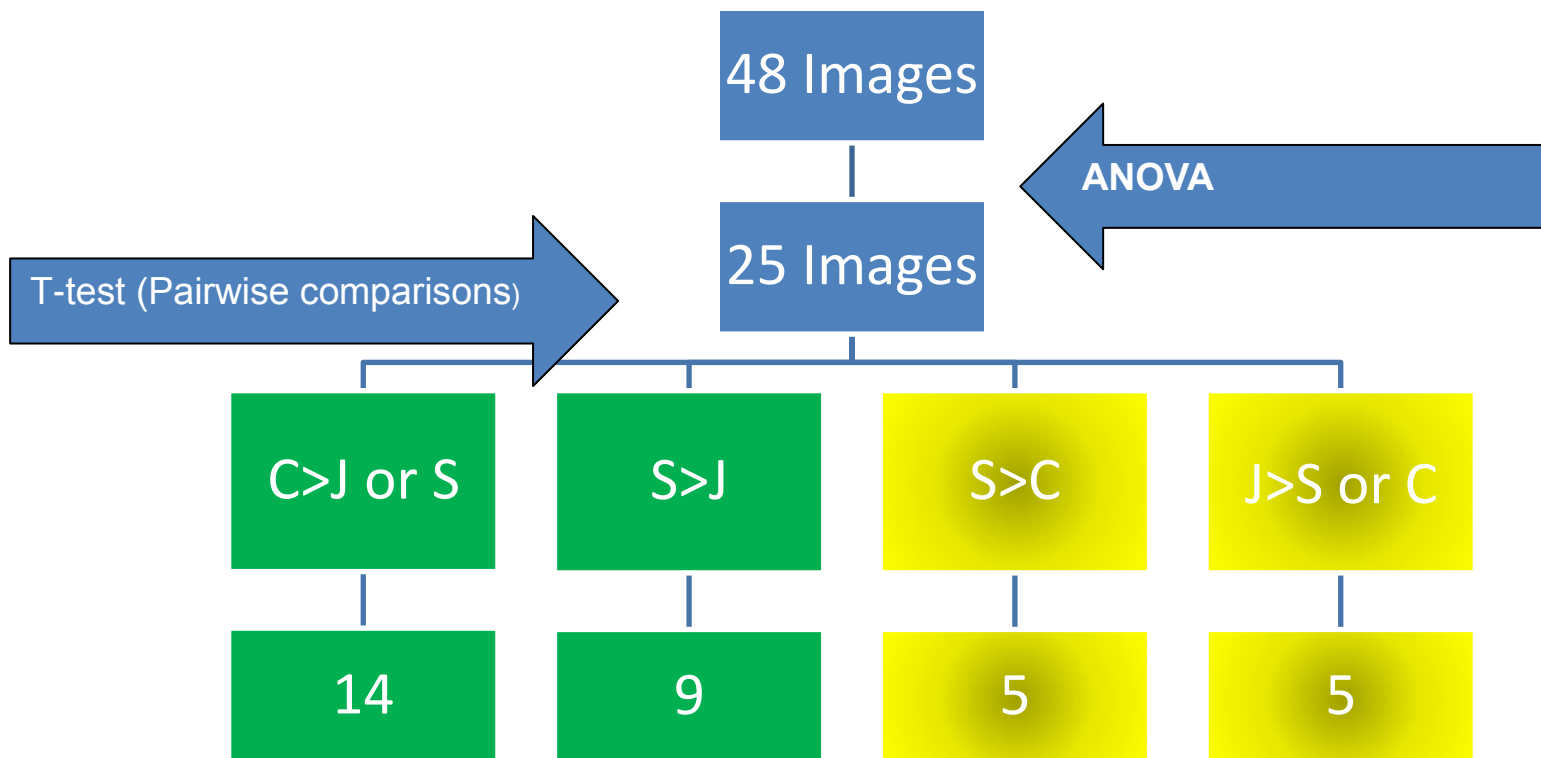 48 Images
ANOVA
25 Images
T-test (Pairwise comparisons)
C>J or S
S>J
S>C
J>S or C
14
9
5
5